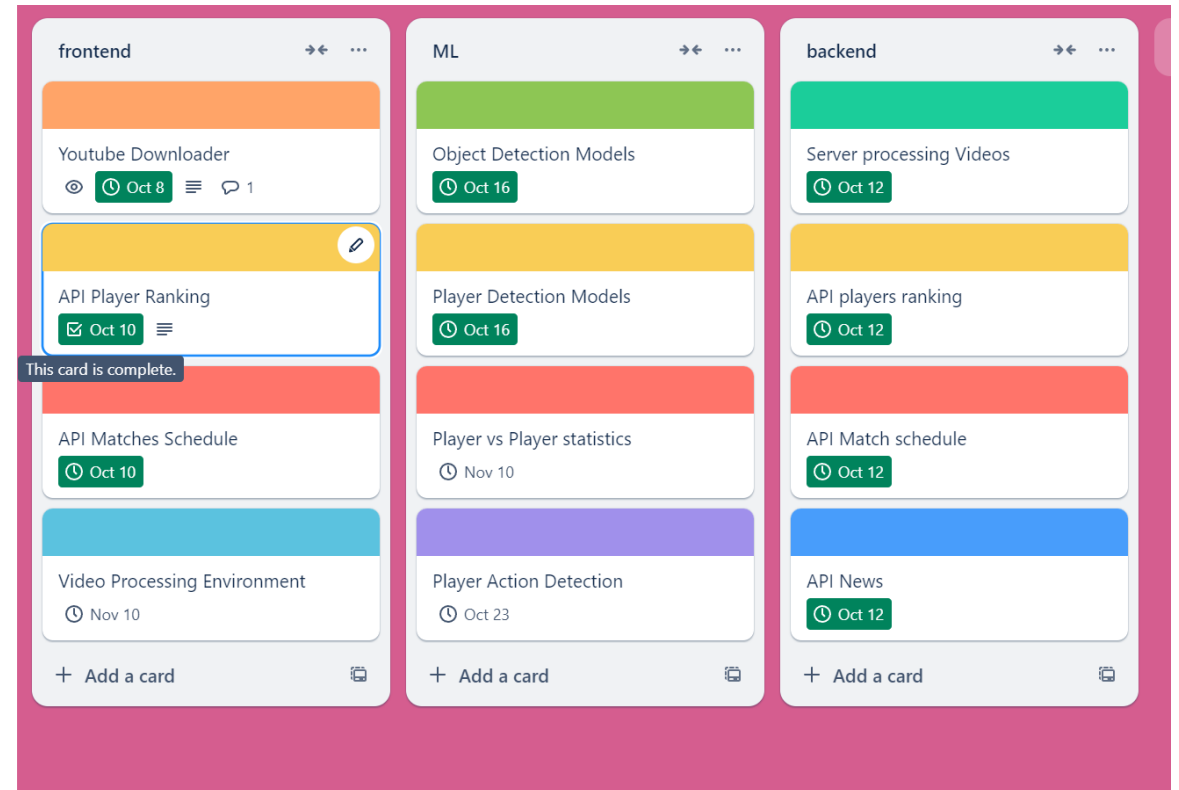 frontend
Youtube Downloader
Oct 8
1
API Player Ranking
Oct 10
This card is complete.
API Matches Schedule
Oct 10
Video Processing Environment
Nov 10
Add a card
ML
Object Detection Models
Oct 16
Player Detection Models
Oct 16
Player vs Player statistics
Nov 10
Player Action Detection
Oct 23
Add a card
backend
Server processing Videos
Oct 12
API players ranking
Oct 12
API Match schedule
Oct 12
API News
Oct 12
Add a card